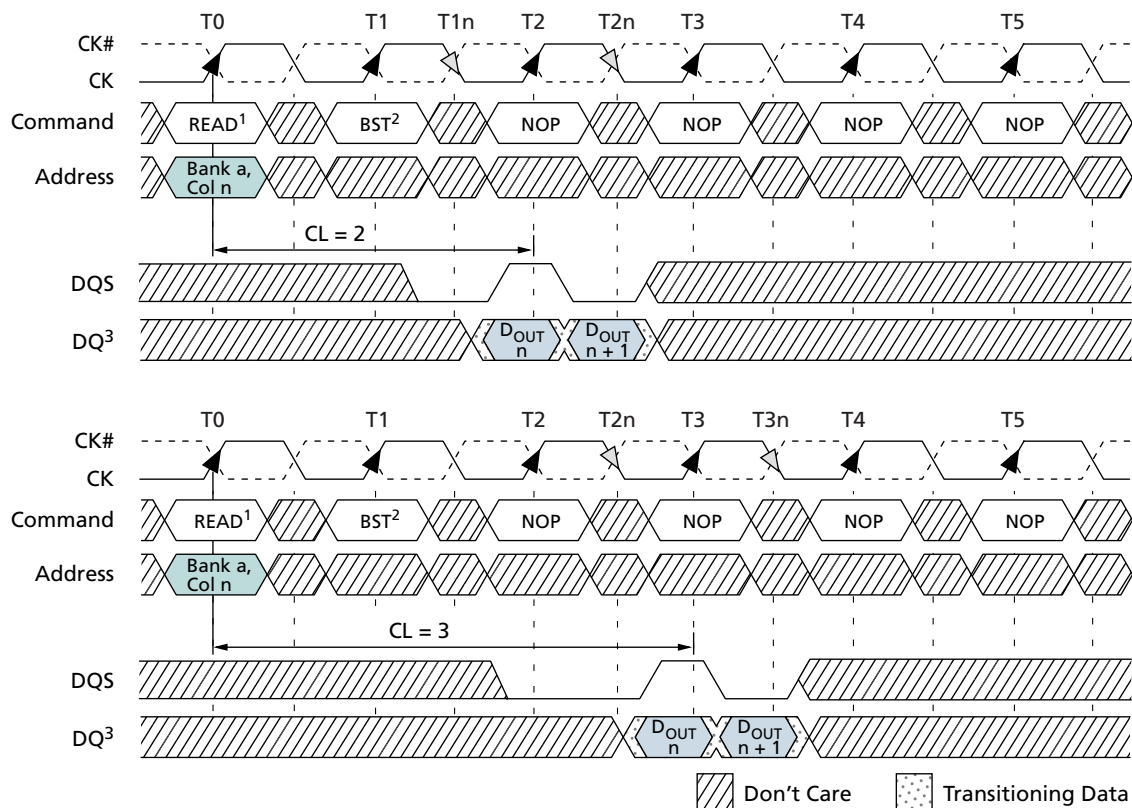 T0 T1 T1n T2 T2n T3 T4 T5
CK#
CK
Command READ1 BST2 NOP NOP NOP NOP
Address Bank a,
Col n
CL = 2
DQS
DQ3 DOUT DOUT
n n + 1
T0 T1 T2 T2n T3 T3n T4 T5
CK#
CK
Command READ1 BST2 NOP NOP NOP NOP
Address Bank a,
Col n
CL = 3
DQS
DQ3 DOUT DOUT
n n + 1
Don't Care Transitioning Data